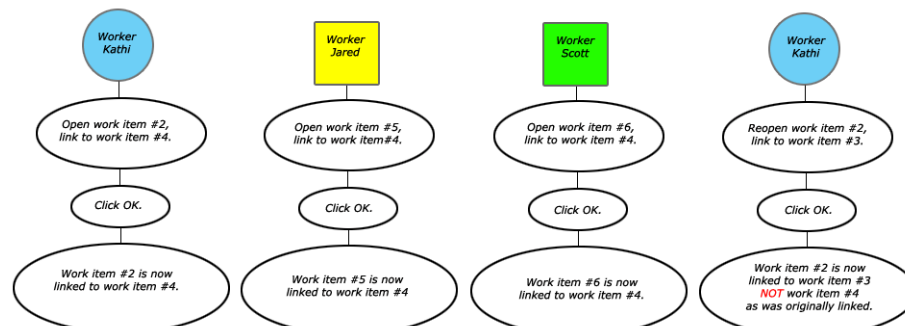 Worker
Kathi
Open work item #2,
link to work item #4.
Click OK.
Work item #2 is now
linked to work item #4.
Worker
Jared
Open work item #5,
link to work item#4.
Click OK.
Work item #5 is now
linked to work item #4
Worker
Scott
Open work item #6,
link to work item #4.
Click OK.
Work item #6 is now
linked to work item #4.
Worker
Kathi
Reopen work item #2,
link to work item #3.
Click OK.
Work item #2 is now
linked to work item #3
NOT work item #4
as was originally linked.